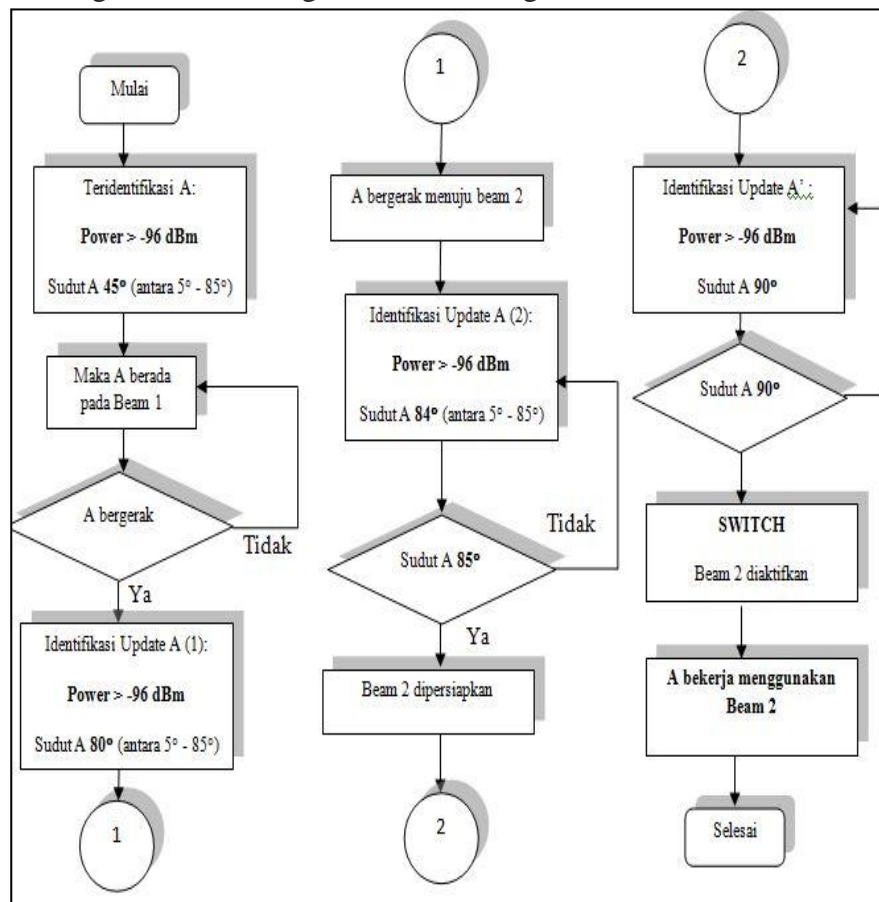 Mulai
Teridentifikasi A:
Power > -96 dBm
Sudut A 45° (antara 5° - 85°)
Maka A berada
pada Beam 1
A bergerak
Tidak
Ya
Identifikasi Update A (1):
Power > -96 dBm
Sudut A 80° (antara 5° - 85°)
1
1
A bergerak menuju beam 2
Identifikasi Update A (2):
Power > -96 dBm
Sudut A 84° (antara 5° - 85°)
Sudut A 85°
Tidak
Ya
Beam 2 dipersiapkan
2
2
Identifikasi Update A' :
Power > -96 dBm
Sudut A 90°
Sudut A 90°
SWITCH
Beam 2 diaktifkan
A bekerja menggunakan
Beam 2
Selesai